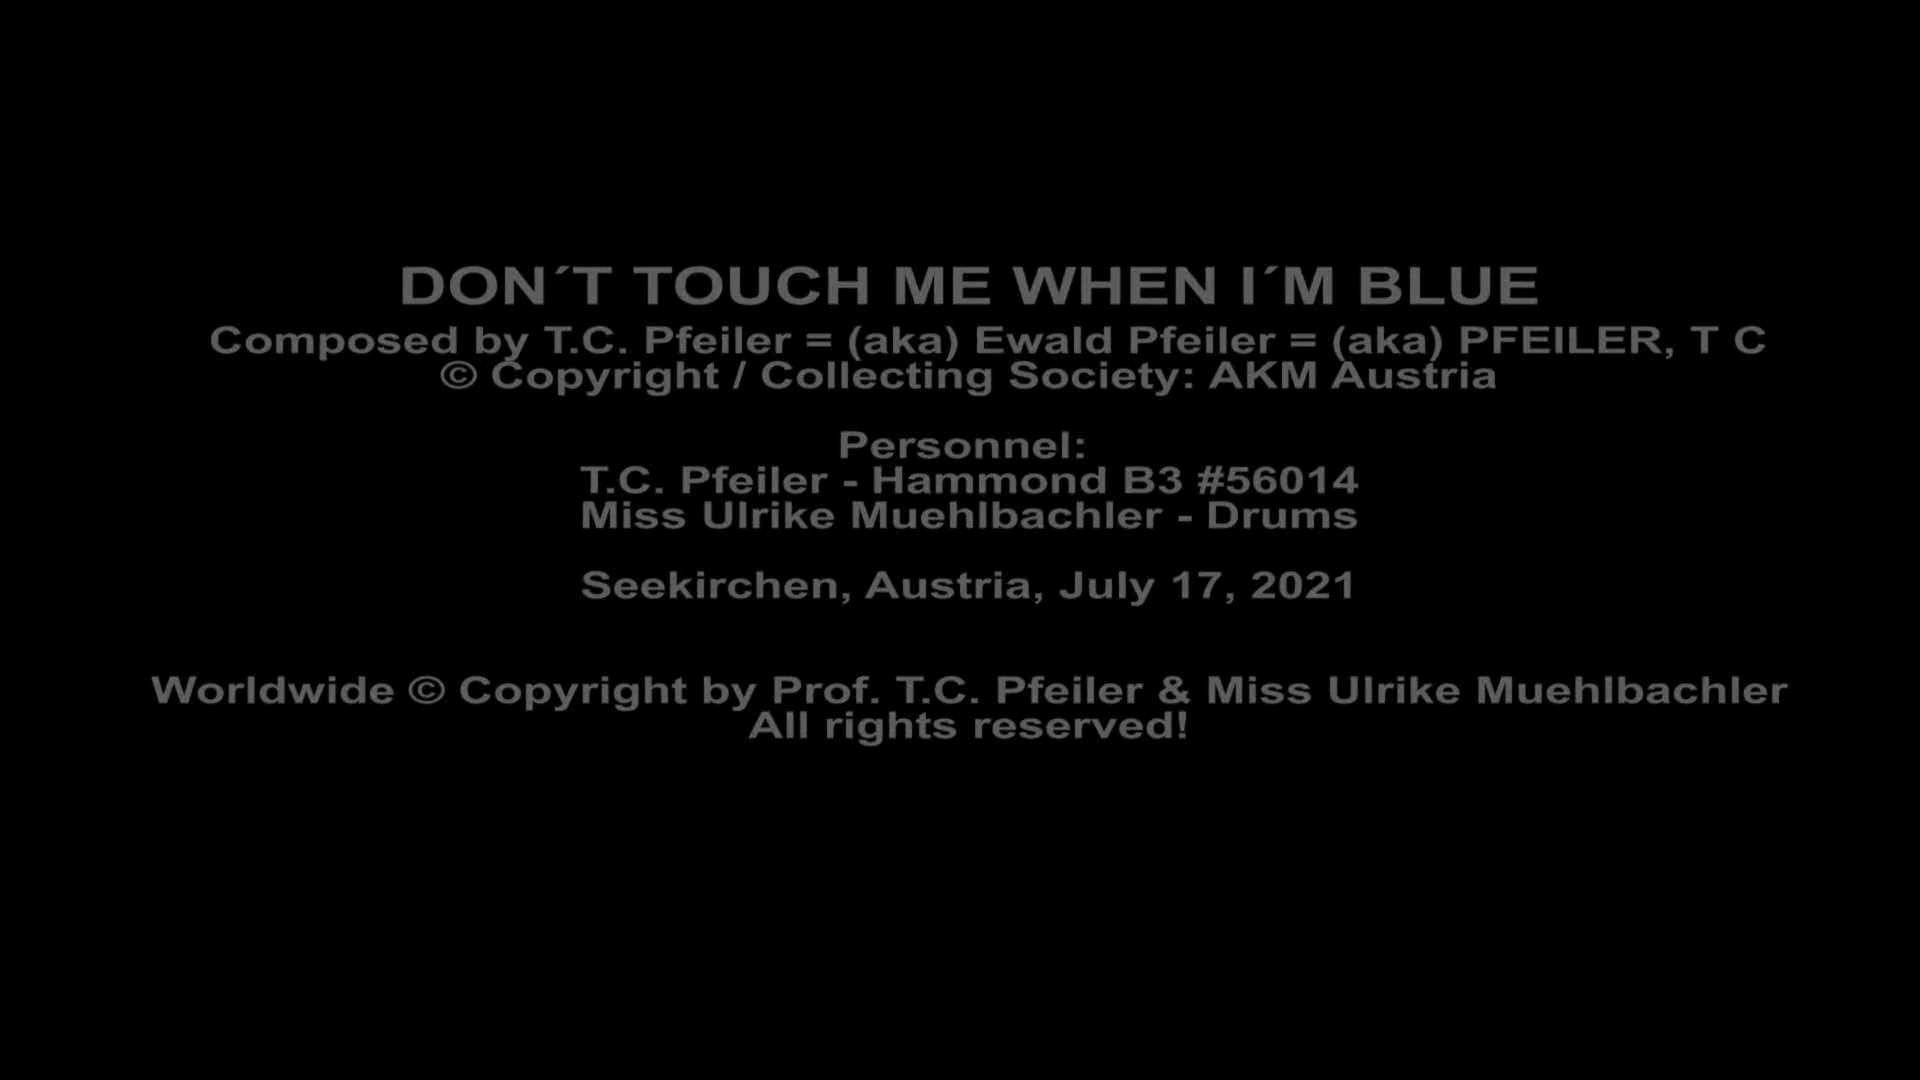 DON´T TOUCH ME WHEN I´M BLUE
Composed by T.C. Pfeiler = (aka) Ewald Pfeiler = (aka) PFEILER, T C
© Copyright / Collecting Society: AKM Austria
Personnel:
T.C. Pfeiler - Hammond B3 #56014
Miss Ulrike Muehlbachler - Drums
Seekirchen, Austria, July 17, 2021
Worldwide © Copyright by Prof. T.C. Pfeiler & Miss Ulrike Muehlbachler
All rights reserved!